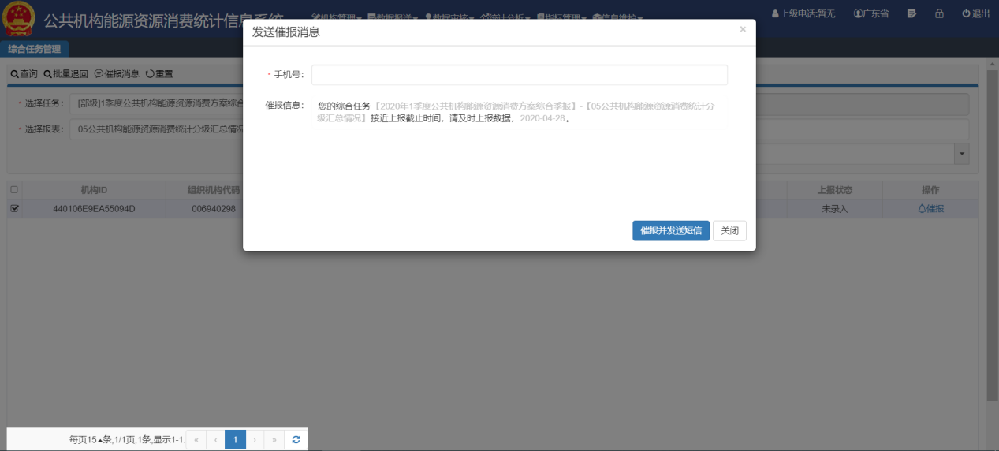 公共机构能源资源消费统计信息系统
机构管理 数据报送 数据审核 统计分析 指标管理 信息维护
上级电话:暂无 广东省 退出
综合任务管理
发送催报消息 ×
查询 批量退回 催报消息 重置
* 手机号：
* 选择任务： [部级]1季度公共机构能源资源消费方案综合
催报信息： 您的综合任务【2020年1季度公共机构能源资源消费方案综合季报】-【05公共机构能源资源消费统计分
级汇总情况】接近上报截止时间，请及时上报数据，2020-04-28。
* 选择报表： 05公共机构能源资源消费统计分级汇总情况
机构ID 组织机构代码 上报状态 操作
440106E9EA55094D 006940298 未录入 催报
催报并发送短信 关闭
每页15条,1/1页,1条,显示1-1. « ‹ 1 › »